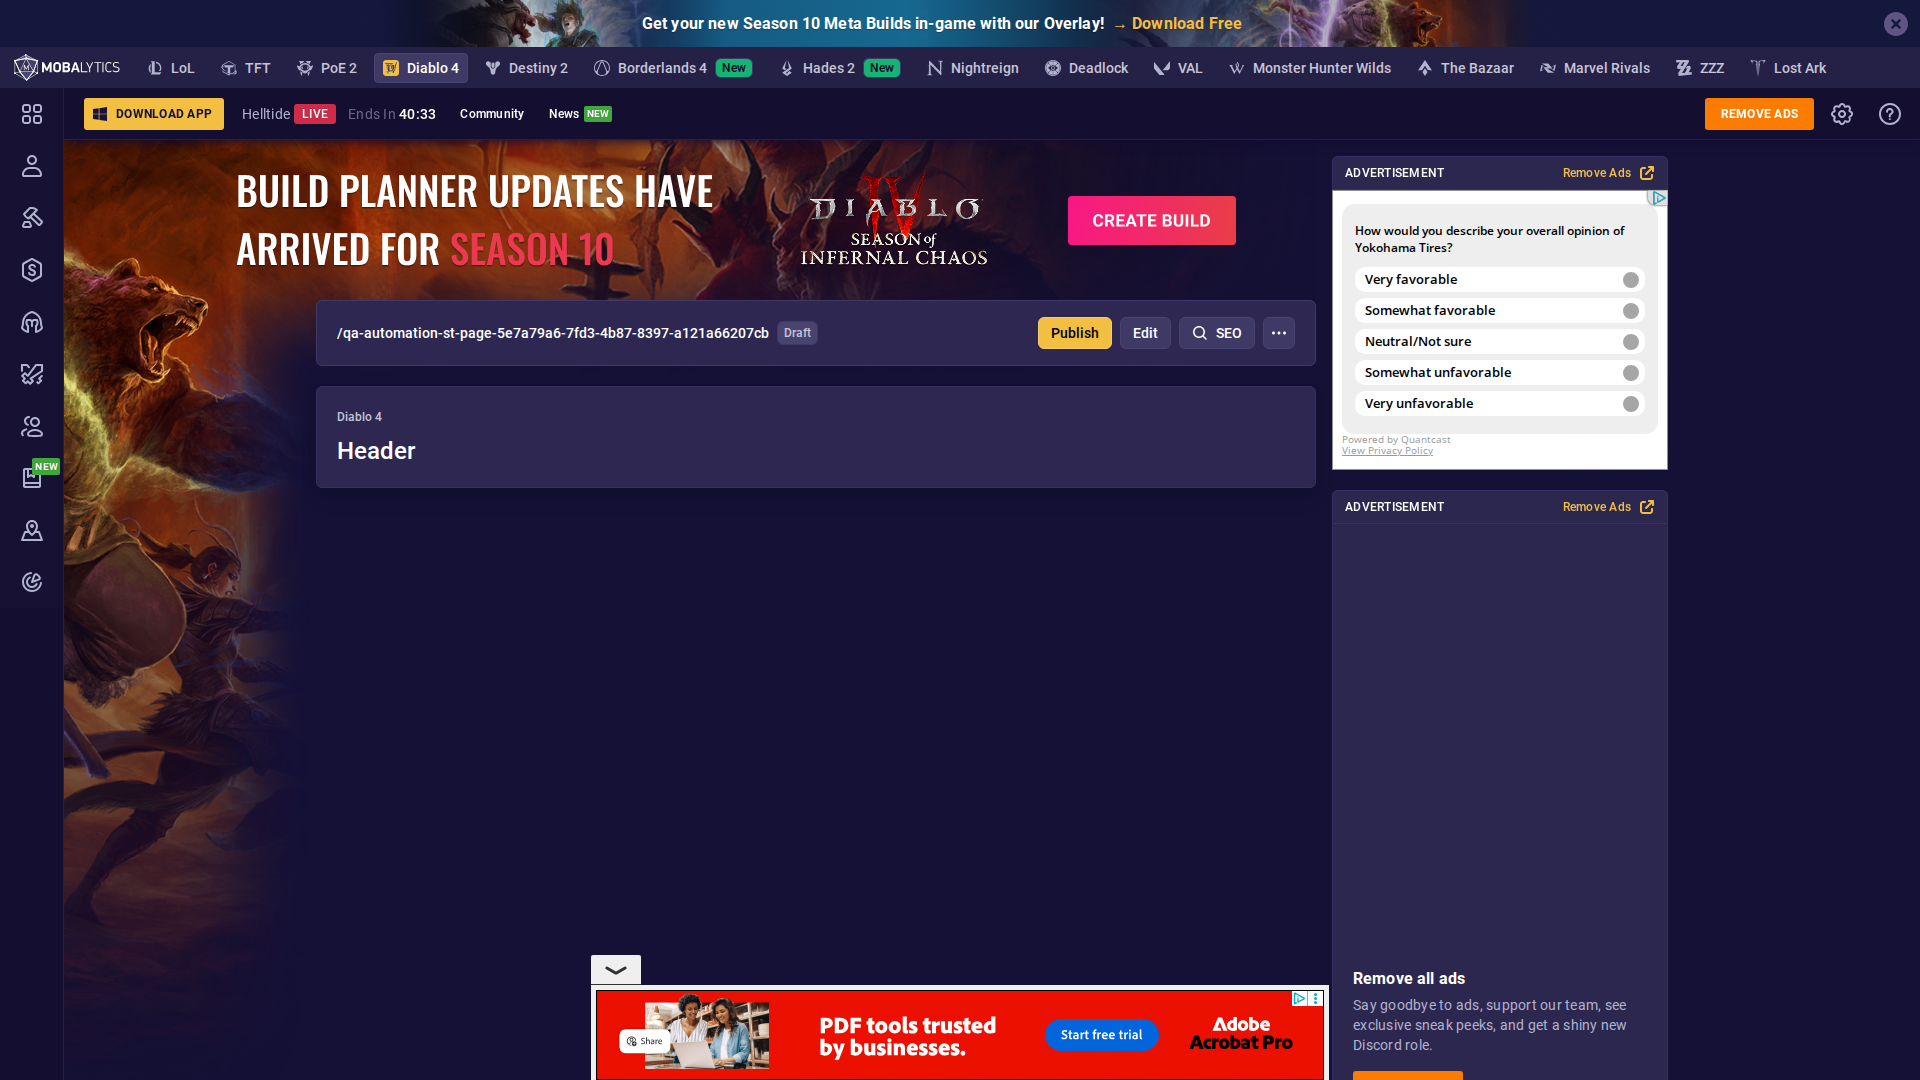 Get your new Season 10 Meta Builds in-game with our Overlay! → Download Free
MOBALYTICS
LoL
TFT
PoE 2
Diablo 4
Destiny 2
Borderlands 4 New
Hades 2 New
Nightreign
Deadlock
VAL
Monster Hunter Wilds
The Bazaar
Marvel Rivals
ZZZ
Lost Ark
DOWNLOAD APP
Helltide LIVE Ends In 40:33
Community
News NEW
REMOVE ADS
NEW
BUILD PLANNER UPDATES HAVE
ARRIVED FOR SEASON 10
DIABLO
IV
SEASON of
INFERNAL CHAOS
CREATE BUILD
/qa-automation-st-page-5e7a79a6-7fd3-4b87-8397-a121a66207cb Draft
Publish
Edit
SEO
Diablo 4
Header
ADVERTISEMENT
Remove Ads
How would you describe your overall opinion of
Yokohama Tires?
Very favorable
Somewhat favorable
Neutral/Not sure
Somewhat unfavorable
Very unfavorable
Powered by Quantcast
View Privacy Policy
ADVERTISEMENT
Remove Ads
Remove all ads
Say goodbye to ads, support our team, see
exclusive sneak peeks, and get a shiny new
Discord role.
Share
PDF tools trusted
by businesses.
Start free trial
Adobe
Acrobat Pro